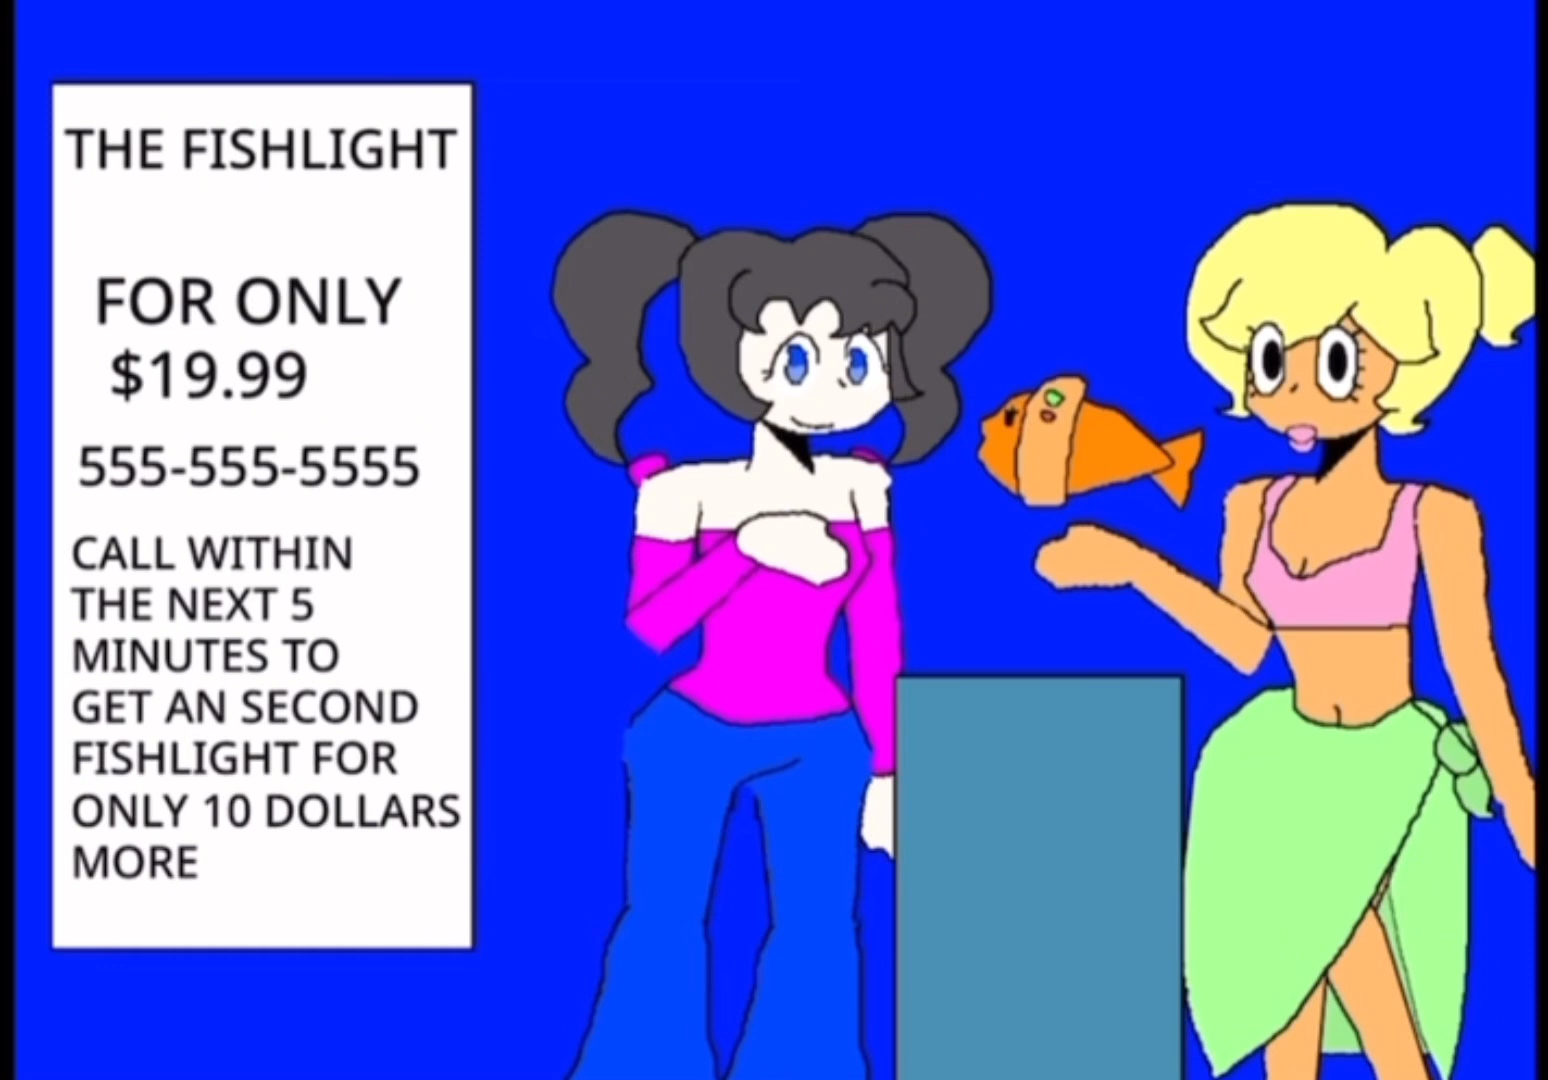 THE FISHLIGHT
FOR ONLY
$19.99
555-555-5555
CALL WITHIN
THE NEXT 5
MINUTES TO
GET AN SECOND
FISHLIGHT FOR
ONLY 10 DOLLARS
MORE